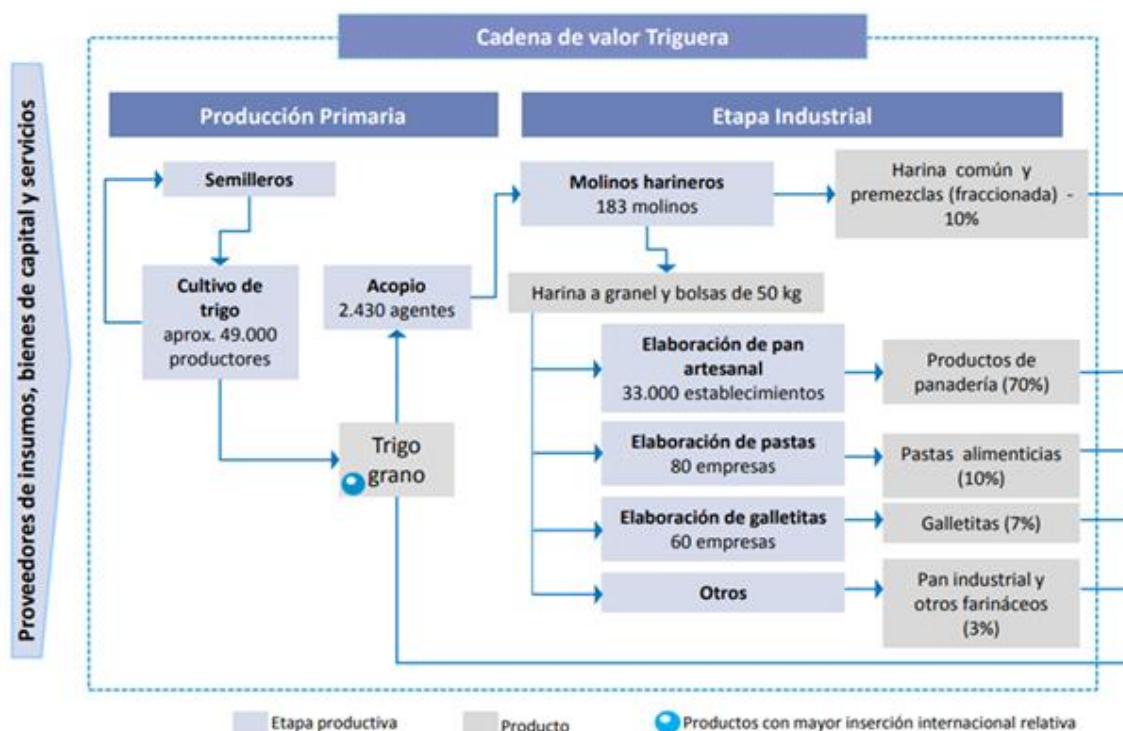 Cadena de valor Triguera
Proveedores de insumos, bienes de capital y servicios
Producción Primaria
Etapa Industrial
Semilleros
Cultivo de
trigo
aprox. 49.000
productores
Acopio
2.430 agentes
Trigo
grano
Molinos harineros
183 molinos
Harina común y
premezclas (fraccionada) -
10%
Harina a granel y bolsas de 50 kg
Elaboración de pan
artesanal
33.000 establecimientos
Productos de
panadería (70%)
Elaboración de pastas
80 empresas
Pastas alimenticias
(10%)
Elaboración de galletitas
60 empresas
Galletitas (7%)
Otros
Pan industrial y
otros farináceos
(3%)
Etapa productiva
Producto
Productos con mayor inserción internacional relativa